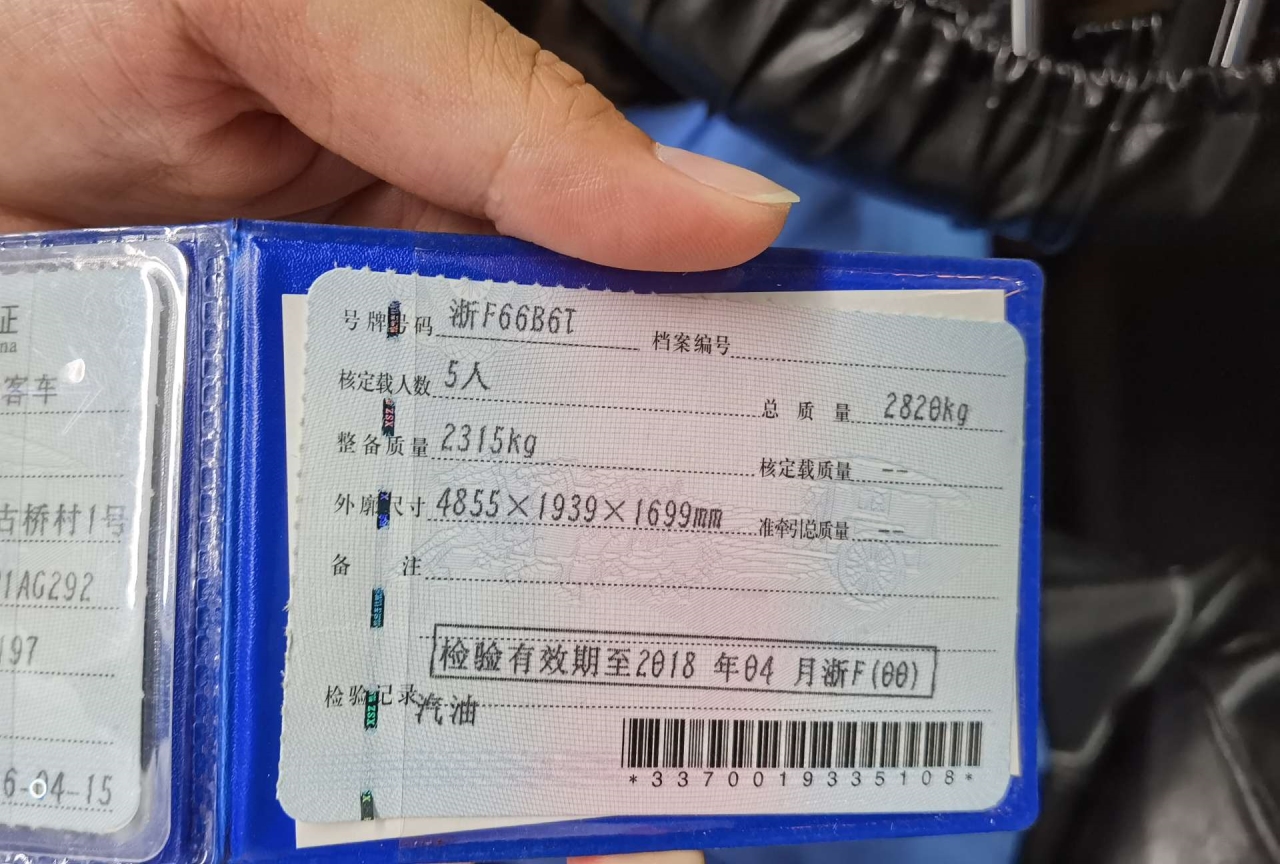 正
na
客车
古桥村1号
1AG292
197
6-04-15
号牌号码 浙F66B6T
档案编号
核定载人数 5人
总质量 2820kg
整备质量 2315kg
核定载质量 --
外廓尺寸 4855×1939×1699mm
准牵引总质量 --
备注
检验有效期至2018 年04 月浙F(00)
检验记录 汽油
*3370019335108*